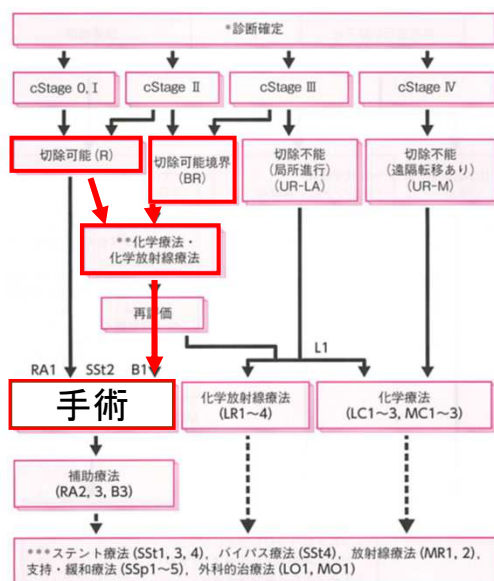 *診断確定
cStage 0, I
cStage II
cStage III
cStage IV
切除可能(R)
切除可能境界
(BR)
切除不能
(局所進行)
(UR-LA)
切除不能
(遠隔転移あり)
(UR-M)
**化学療法・
化学放射線療法
再評価
L1
RA1 SSt2 B1
手術
化学放射線療法
(LR1~4)
化学療法
(LC1~3, MC1~3)
補助療法
(RA2, 3, B3)
***ステント療法(SSt1, 3, 4), バイパス療法(SSt4), 放射線療法(MR1, 2),
支持・緩和療法(SSp1~5), 外科的治療法(LO1, MO1)